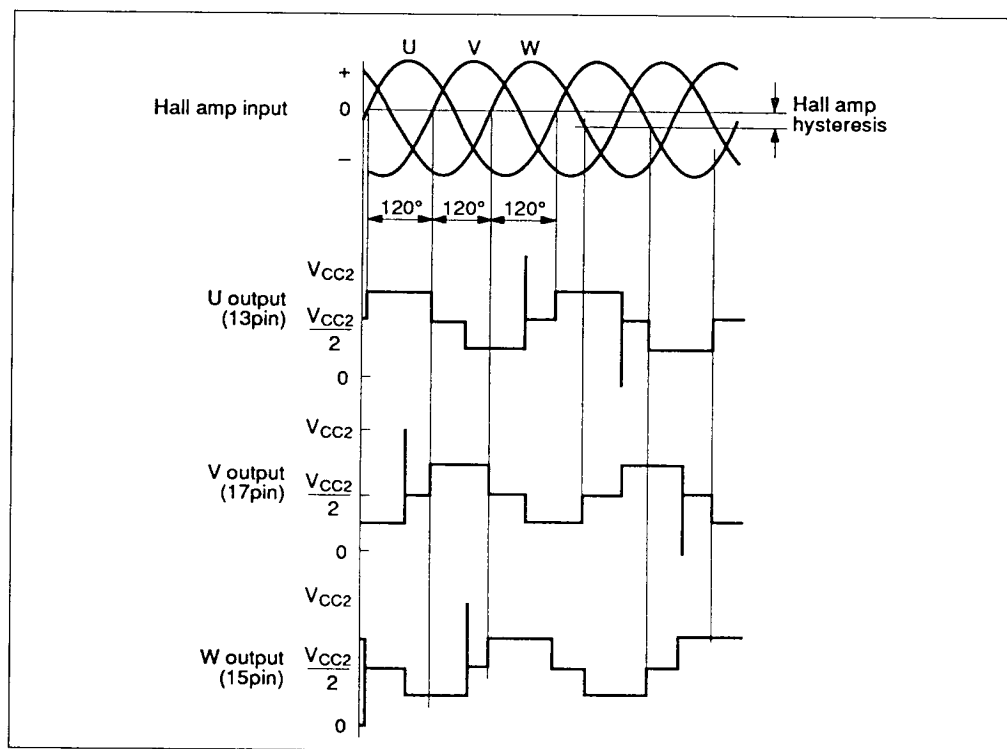 U V W
+
Hall amp input 0
−
Hall amp
hysteresis
120° 120° 120°
VCC2
U output
(13pin)
VCC2
2
0
VCC2
V output
(17pin)
VCC2
2
0
VCC2
W output
(15pin)
VCC2
2
0